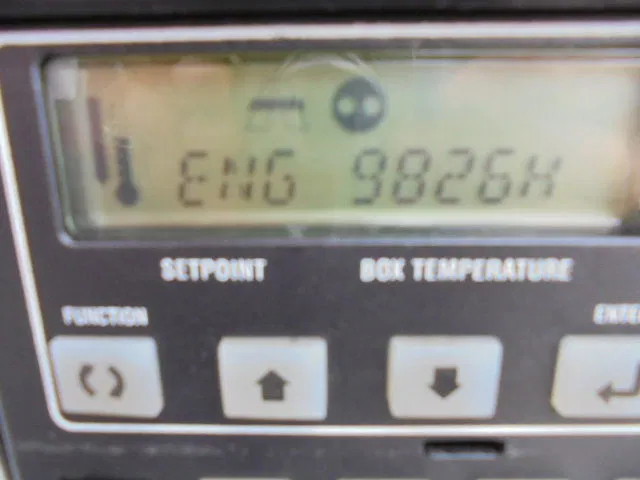 ENG 9826H
SETPOINT BOX TEMPERATURE
FUNCTION